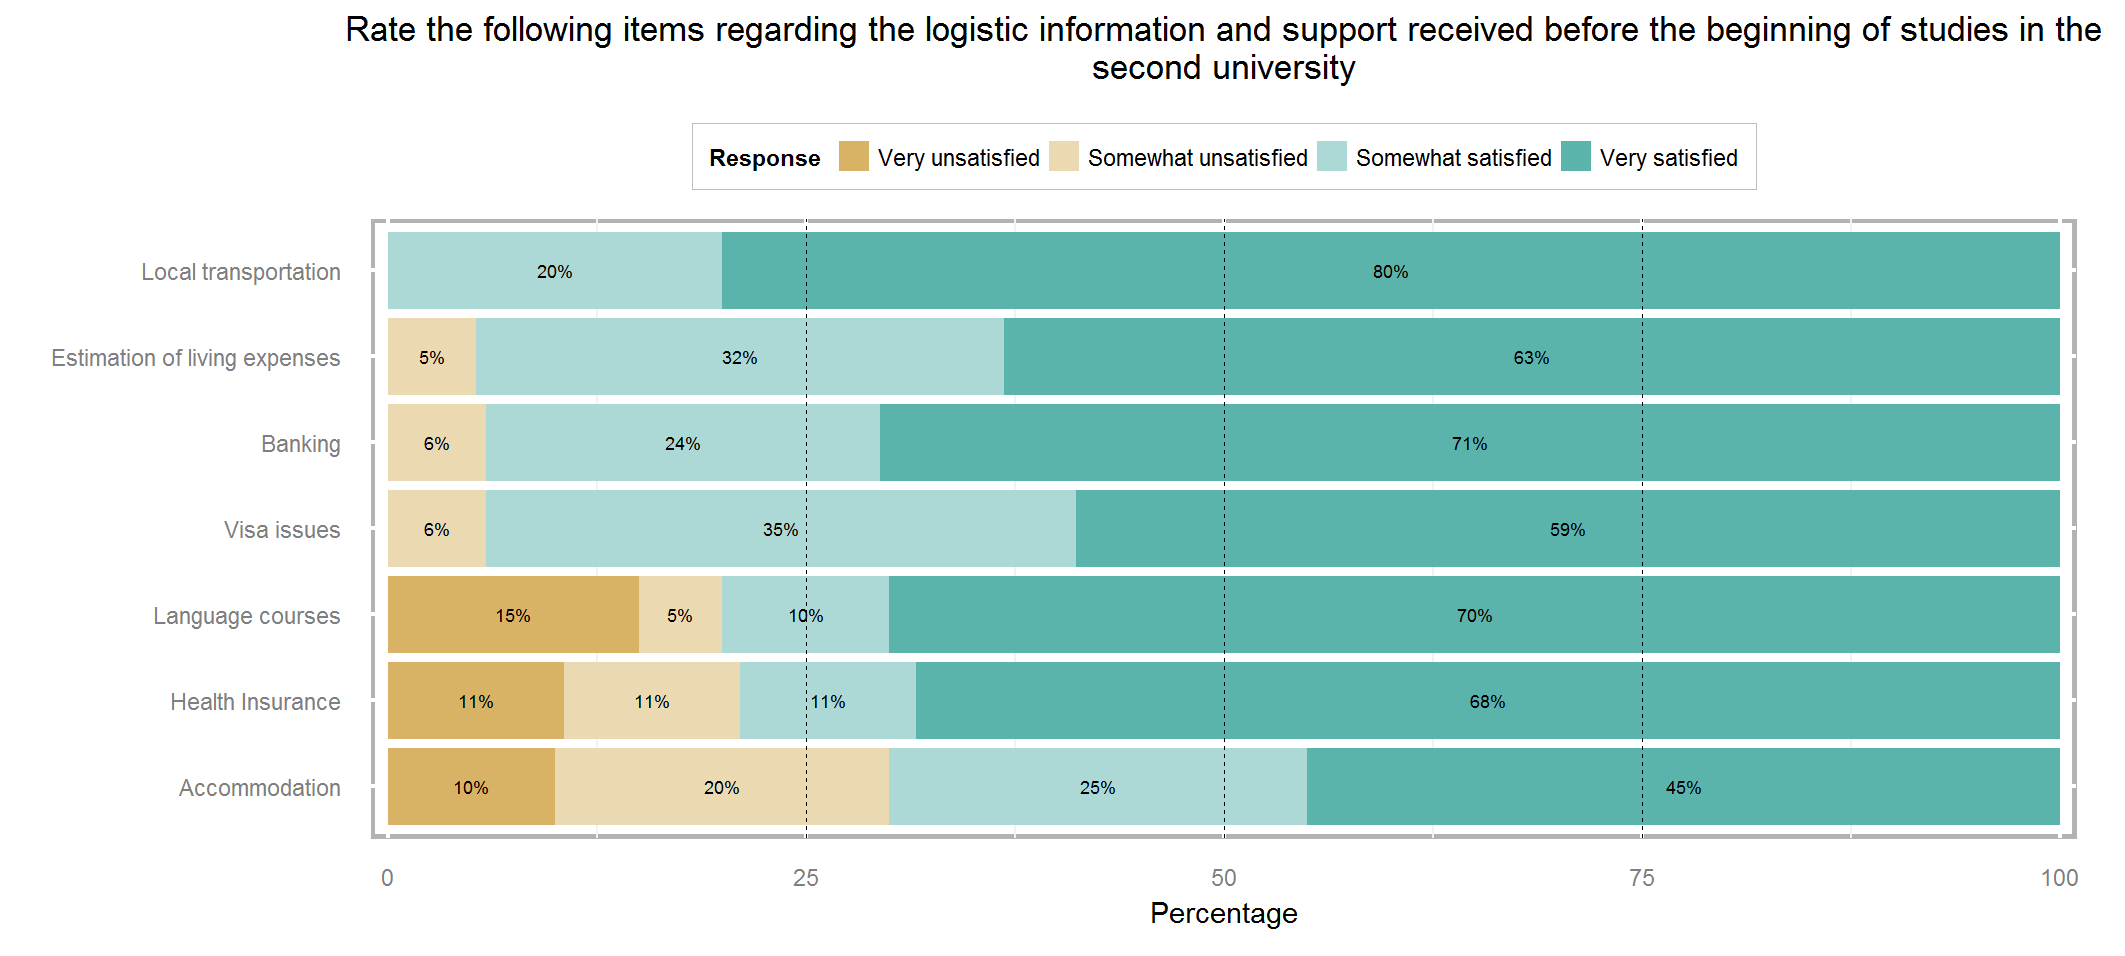 Rate the following items regarding the logistic information and support received before the beginning of studies in the
second university
Response Very unsatisfied Somewhat unsatisfied Somewhat satisfied Very satisfied
Local transportation 20% 80%
Estimation of living expenses 5% 32% 63%
Banking 6% 24% 71%
Visa issues 6% 35% 59%
Language courses 15% 5% 10% 70%
Health Insurance 11% 11% 11% 68%
Accommodation 10% 20% 25% 45%
0 25 50 75 100
Percentage